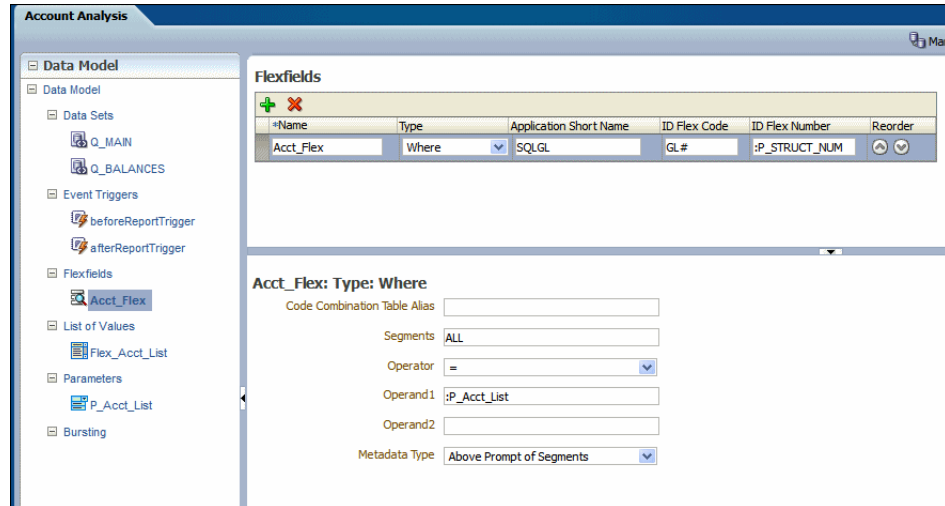 Account Analysis
Data Model
Data Model
Data Sets
Q_MAIN
Q_BALANCES
Event Triggers
beforeReportTrigger
afterReportTrigger
Flexfields
Acct_Flex
List of Values
Flex_Acct_List
Parameters
P_Acct_List
Bursting
Flexfields
*Name Type Application Short Name ID Flex Code ID Flex Number Reorder
Acct_Flex Where SQLGL GL# :P_STRUCT_NUM
Acct_Flex: Type: Where
Code Combination Table Alias
Segments ALL
Operator =
Operand1 :P_Acct_List
Operand2
Metadata Type Above Prompt of Segments